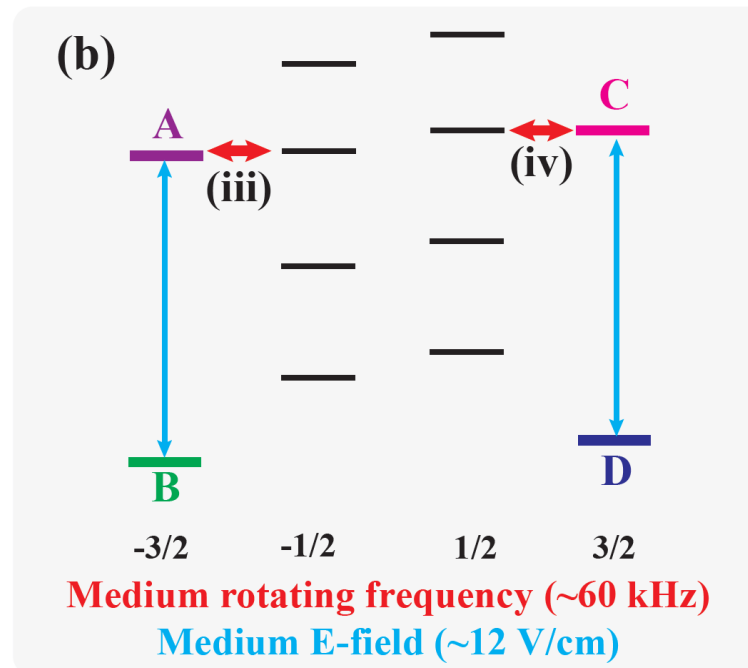 (b)
A
C
(iii)
(iv)
B
D
-3/2
-1/2
1/2
3/2
Medium rotating frequency (~60 kHz)
Medium E-field (~12 V/cm)